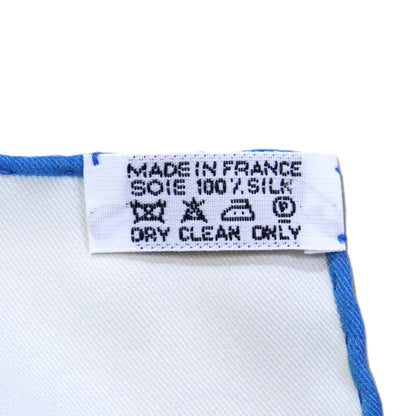 MADE IN FRANCE
SOIE 100% SILK
P
DRY CLEAN ONLY